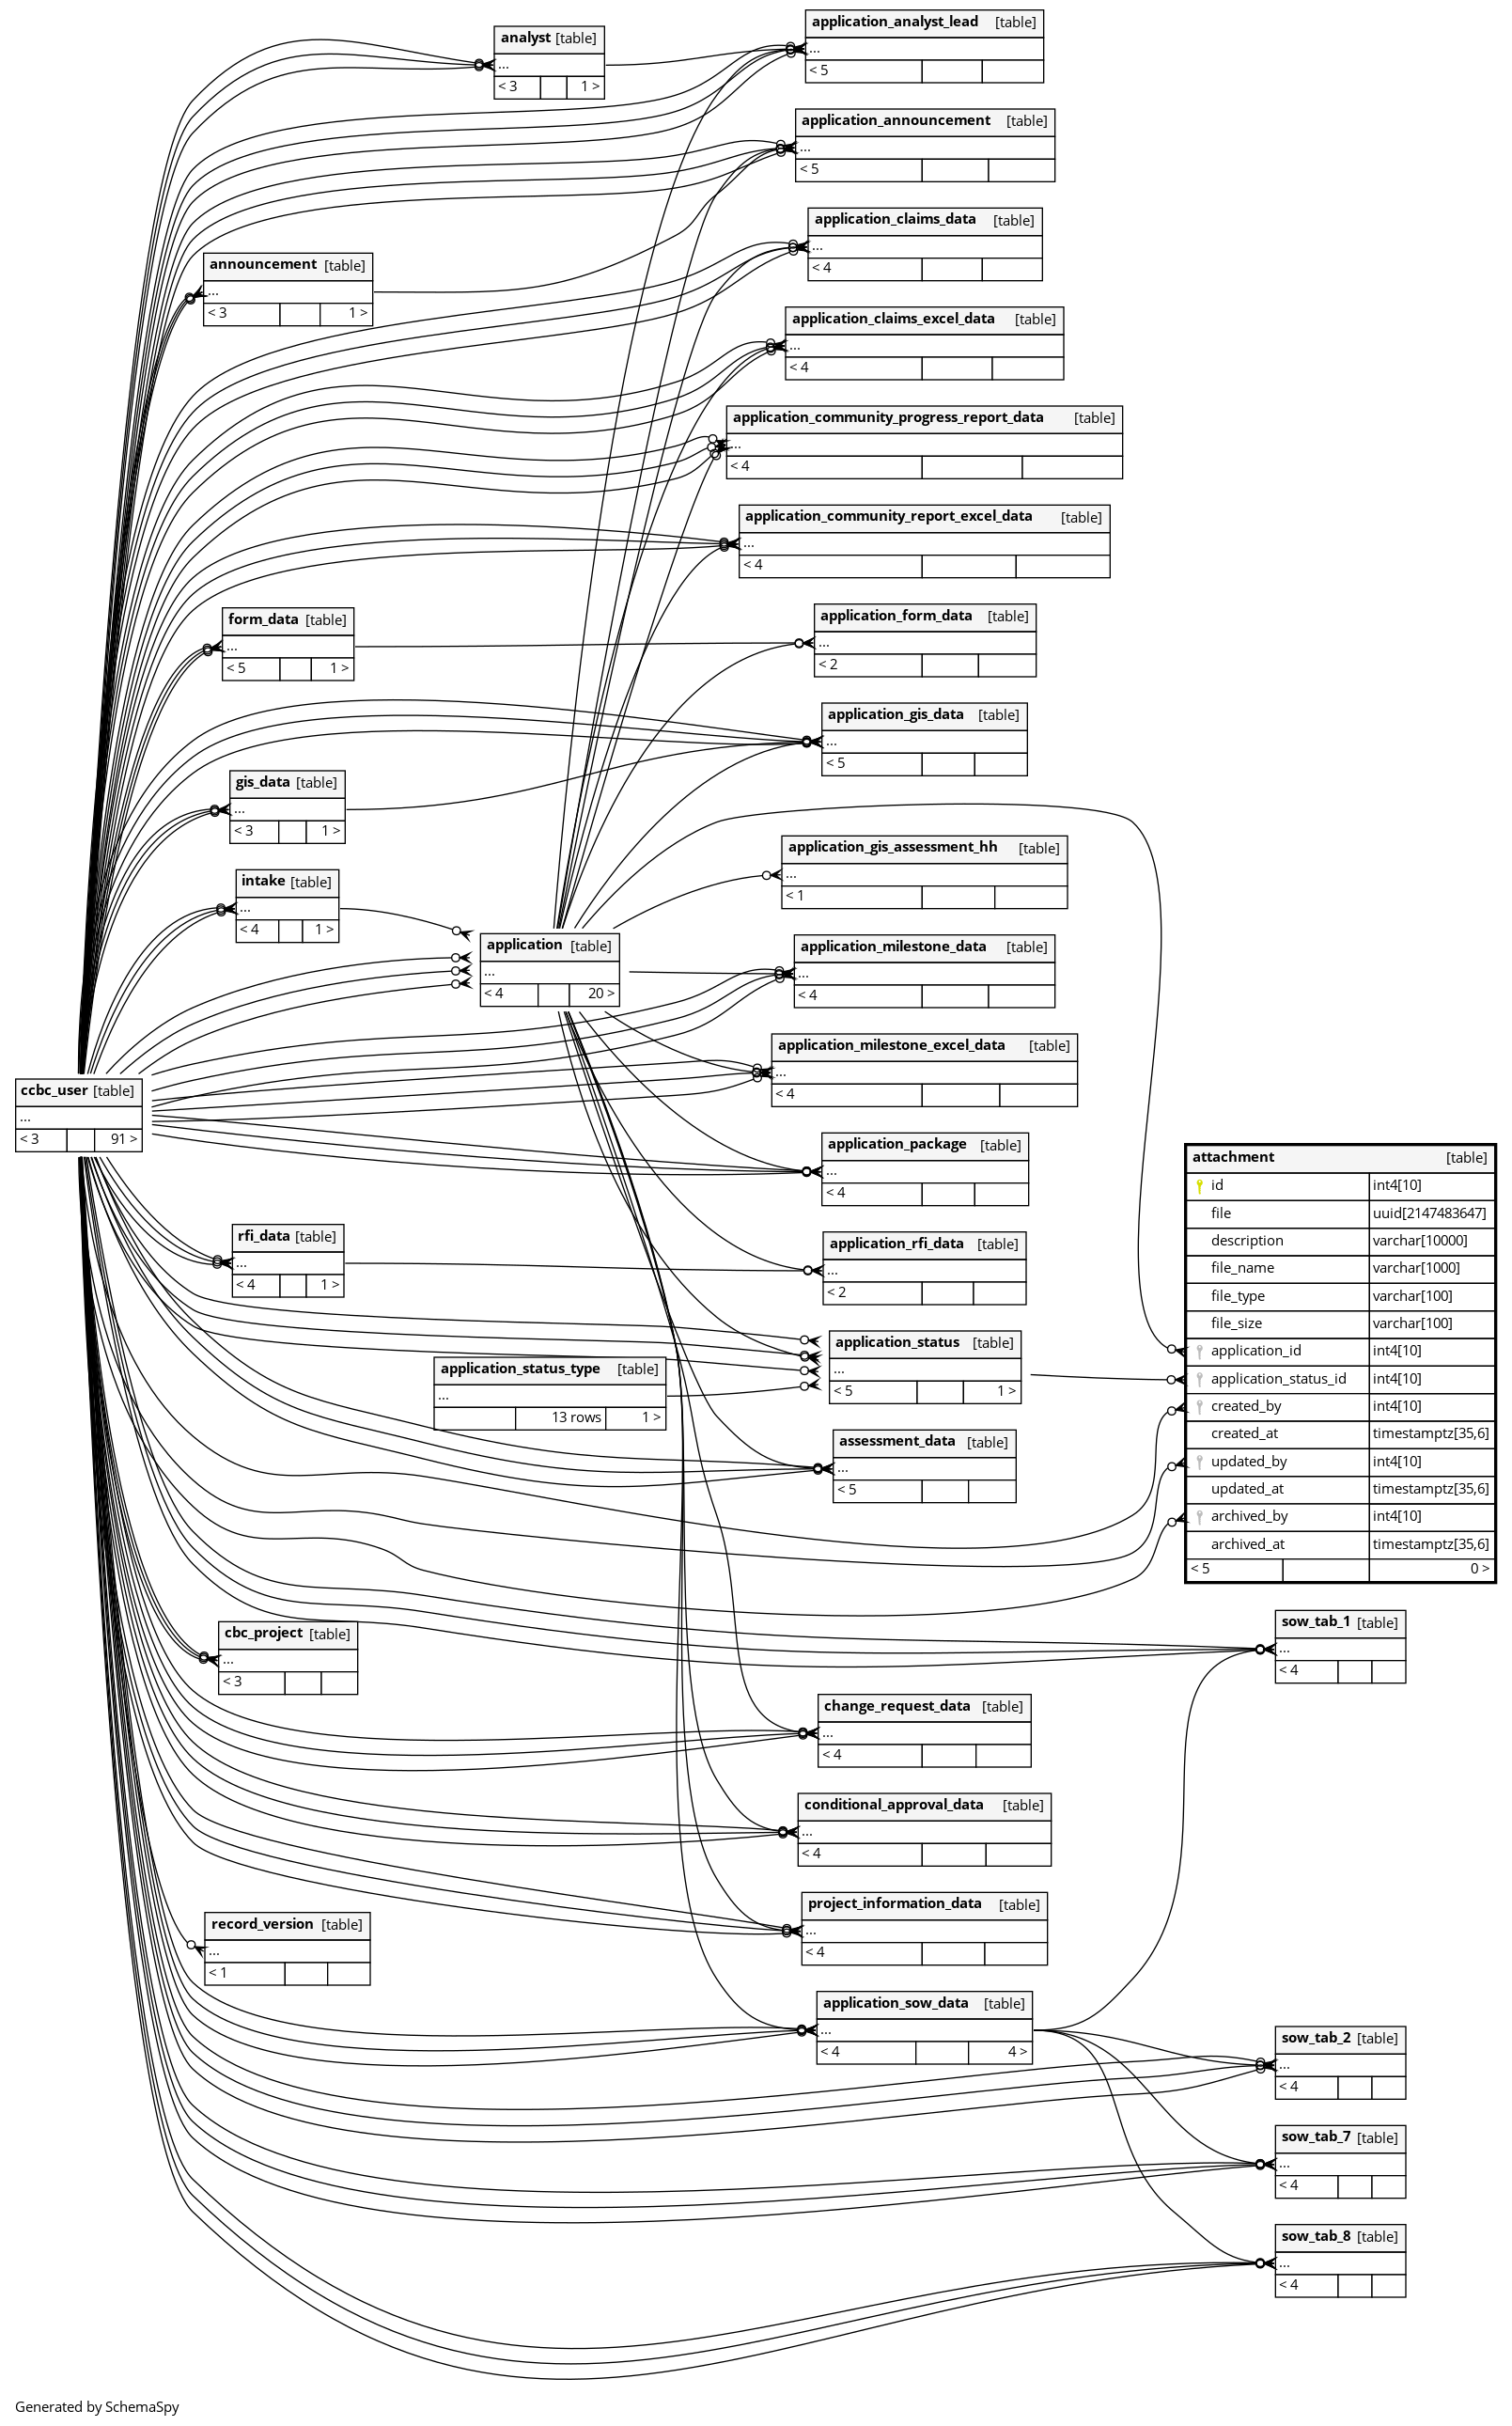 analyst [table]
...
< 3 1 >
application_analyst_lead [table]
...
< 5
application_announcement [table]
...
< 5
application_claims_data [table]
...
< 4
announcement [table]
...
< 3 1 >
application_claims_excel_data [table]
...
< 4
application_community_progress_report_data [table]
...
< 4
application_community_report_excel_data [table]
...
< 4
form_data [table]
...
< 5 1 >
application_form_data [table]
...
< 2
application_gis_data [table]
...
< 5
gis_data [table]
...
< 3 1 >
application_gis_assessment_hh [table]
...
< 1
intake [table]
...
< 4 1 >
application [table]
...
< 4 20 >
application_milestone_data [table]
...
< 4
application_milestone_excel_data [table]
...
< 4
ccbc_user [table]
...
< 3 91 >
application_package [table]
...
< 4
attachment [table]
id int4[10]
file uuid[2147483647]
description varchar[10000]
file_name varchar[1000]
file_type varchar[100]
file_size varchar[100]
application_id int4[10]
application_status_id int4[10]
created_by int4[10]
created_at timestamptz[35,6]
updated_by int4[10]
updated_at timestamptz[35,6]
archived_by int4[10]
archived_at timestamptz[35,6]
< 5 0 >
rfi_data [table]
...
< 4 1 >
application_rfi_data [table]
...
< 2
application_status [table]
...
< 5 1 >
application_status_type [table]
...
13 rows 1 >
assessment_data [table]
...
< 5
cbc_project [table]
...
< 3
sow_tab_1 [table]
...
< 4
change_request_data [table]
...
< 4
conditional_approval_data [table]
...
< 4
project_information_data [table]
...
< 4
record_version [table]
...
< 1
application_sow_data [table]
...
< 4 4 >
sow_tab_2 [table]
...
< 4
sow_tab_7 [table]
...
< 4
sow_tab_8 [table]
...
< 4
Generated by SchemaSpy